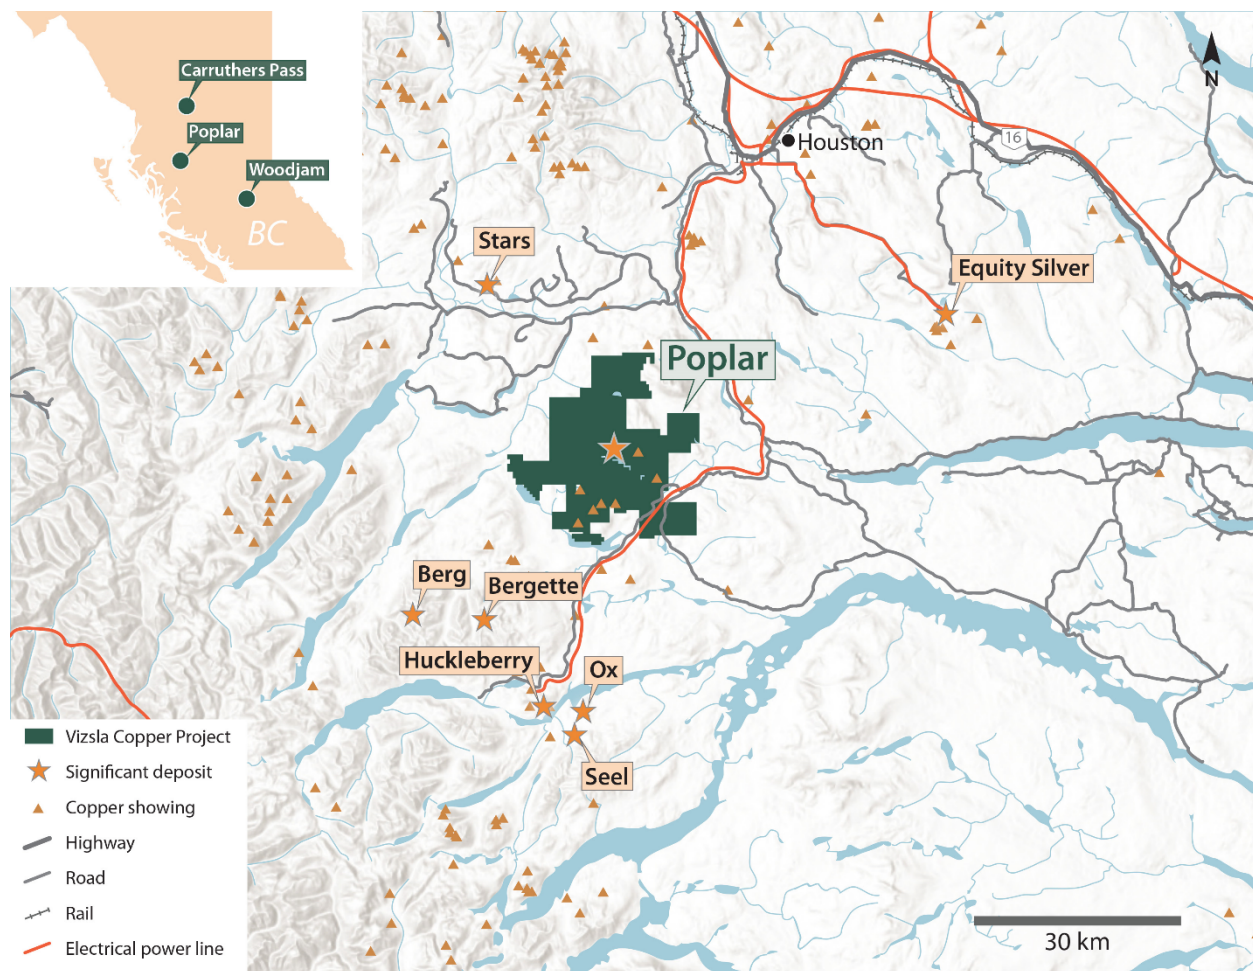 Carruthers Pass
Poplar
Woodjam
BC
N
16
Houston
Stars
Equity Silver
Poplar
Berg
Bergette
Huckleberry
Ox
Seel
Vizsla Copper Project
Significant deposit
Copper showing
Highway
Road
Rail
Electrical power line
30 km